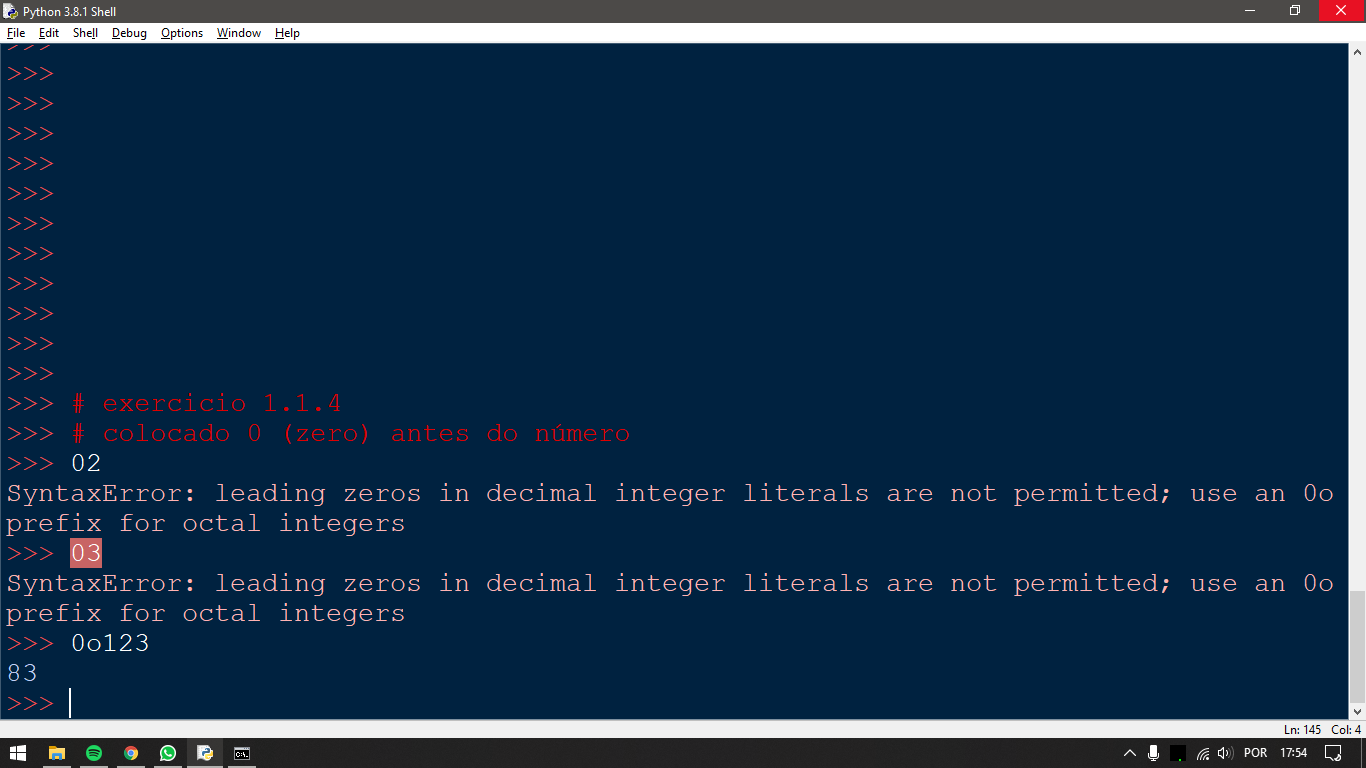 Python 3.8.1 Shell
File Edit Shell Debug Options Window Help
>>>
>>>
>>>
>>>
>>>
>>>
>>>
>>>
>>>
>>>
>>>
>>>
>>> # exercicio 1.1.4
>>> # colocado 0 (zero) antes do número
>>> 02
SyntaxError: leading zeros in decimal integer literals are not permitted; use an 0o
prefix for octal integers
>>> 03
SyntaxError: leading zeros in decimal integer literals are not permitted; use an 0o
prefix for octal integers
>>> 0o123
83
>>>
Ln: 145 Col: 4
C:\.
POR 17:54